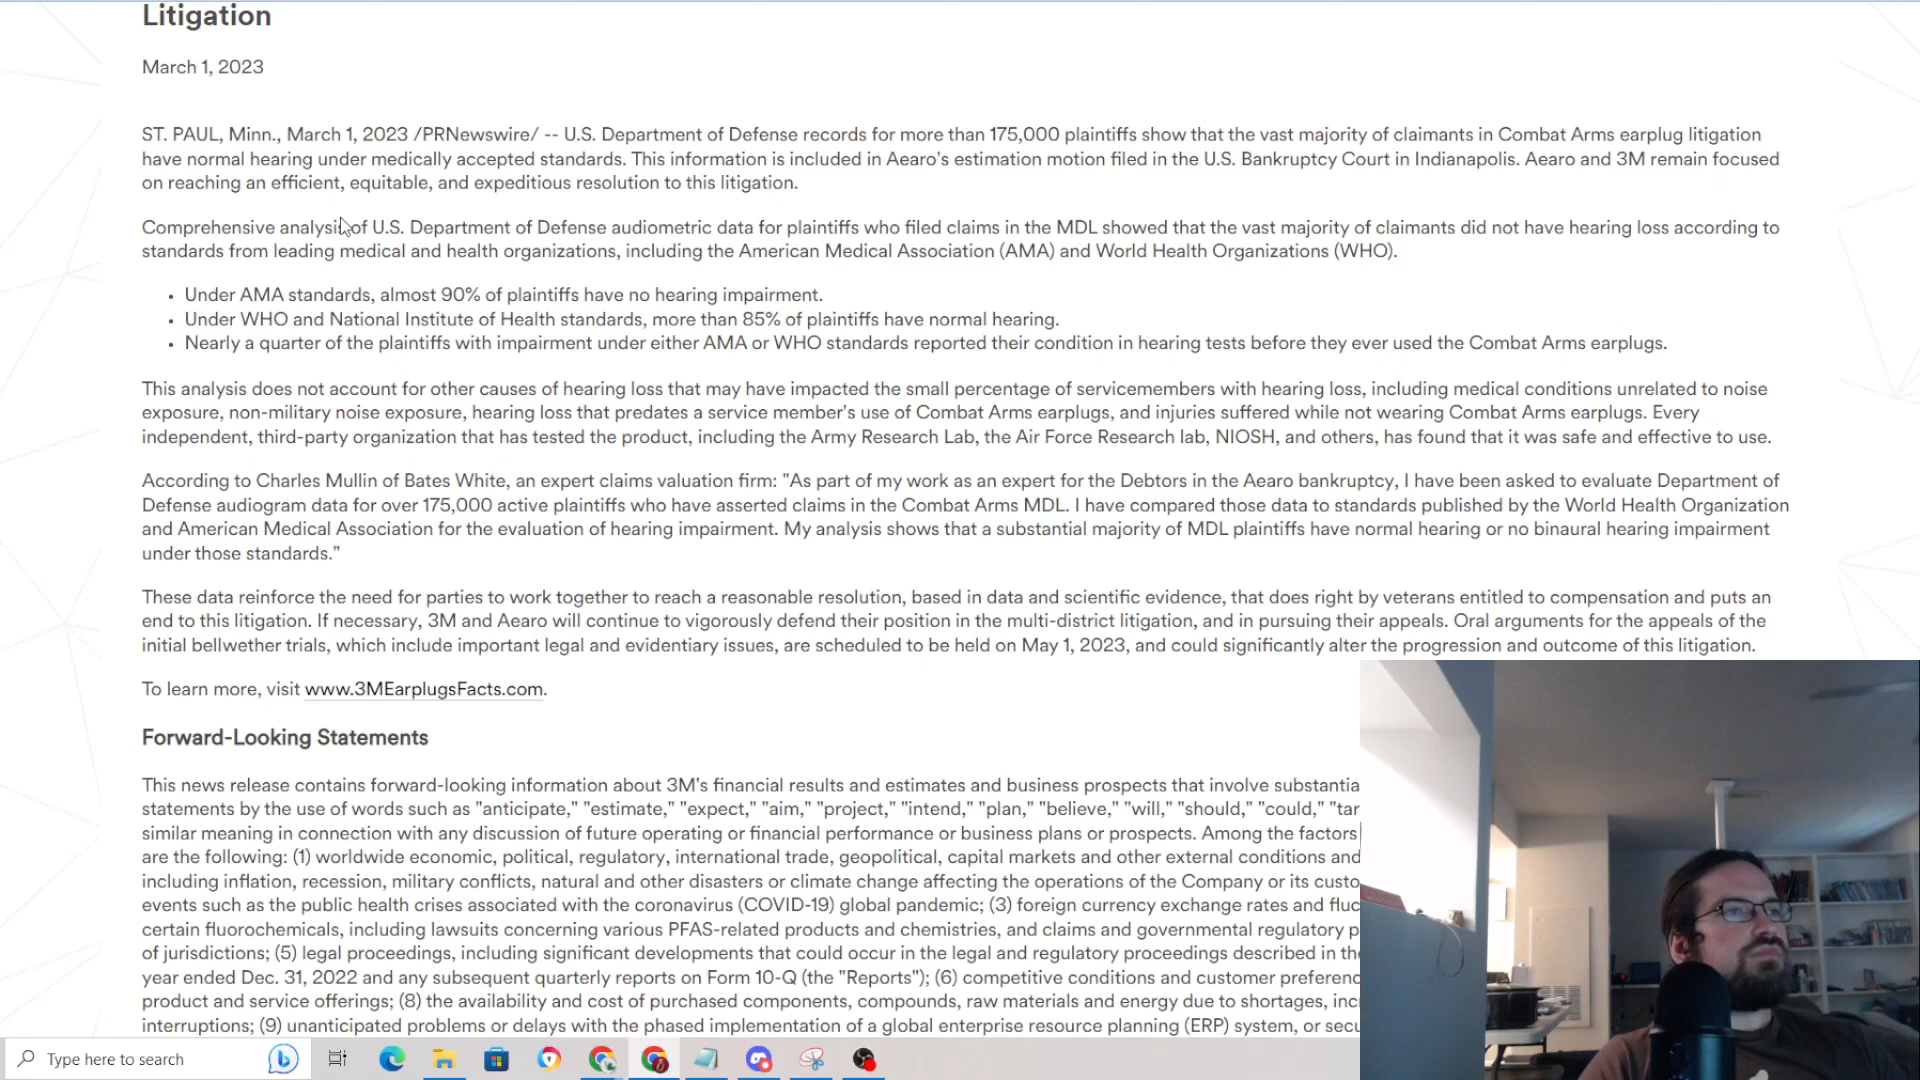 Litigation
March 1, 2023
ST. PAUL, Minn., March 1, 2023 /PRNewswire/ -- U.S. Department of Defense records for more than 175,000 plaintiffs show that the vast majority of claimants in Combat Arms earplug litigation
have normal hearing under medically accepted standards. This information is included in Aearo's estimation motion filed in the U.S. Bankruptcy Court in Indianapolis. Aearo and 3M remain focused
on reaching an efficient, equitable, and expeditious resolution to this litigation.
Comprehensive analysis of U.S. Department of Defense audiometric data for plaintiffs who filed claims in the MDL showed that the vast majority of claimants did not have hearing loss according to
standards from leading medical and health organizations, including the American Medical Association (AMA) and World Health Organizations (WHO).
• Under AMA standards, almost 90% of plaintiffs have no hearing impairment.
• Under WHO and National Institute of Health standards, more than 85% of plaintiffs have normal hearing.
• Nearly a quarter of the plaintiffs with impairment under either AMA or WHO standards reported their condition in hearing tests before they ever used the Combat Arms earplugs.
This analysis does not account for other causes of hearing loss that may have impacted the small percentage of servicemembers with hearing loss, including medical conditions unrelated to noise
exposure, non-military noise exposure, hearing loss that predates a service member's use of Combat Arms earplugs, and injuries suffered while not wearing Combat Arms earplugs. Every
independent, third-party organization that has tested the product, including the Army Research Lab, the Air Force Research lab, NIOSH, and others, has found that it was safe and effective to use.
According to Charles Mullin of Bates White, an expert claims valuation firm: "As part of my work as an expert for the Debtors in the Aearo bankruptcy, I have been asked to evaluate Department of
Defense audiogram data for over 175,000 active plaintiffs who have asserted claims in the Combat Arms MDL. I have compared those data to standards published by the World Health Organization
and American Medical Association for the evaluation of hearing impairment. My analysis shows that a substantial majority of MDL plaintiffs have normal hearing or no binaural hearing impairment
under those standards."
These data reinforce the need for parties to work together to reach a reasonable resolution, based in data and scientific evidence, that does right by veterans entitled to compensation and puts an
end to this litigation. If necessary, 3M and Aearo will continue to vigorously defend their position in the multi-district litigation, and in pursuing their appeals. Oral arguments for the appeals of the
initial bellwether trials, which include important legal and evidentiary issues, are scheduled to be held on May 1, 2023, and could significantly alter the progression and outcome of this litigation.
To learn more, visit www.3MEarplugsFacts.com.
Forward-Looking Statements
This news release contains forward-looking information about 3M's financial results and estimates and business prospects that involve substantia
statements by the use of words such as "anticipate," "estimate," "expect," "aim," "project," "intend," "plan," "believe," "will," "should," "could," "tar
similar meaning in connection with any discussion of future operating or financial performance or business plans or prospects. Among the factors
are the following: (1) worldwide economic, political, regulatory, international trade, geopolitical, capital markets and other external conditions and
including inflation, recession, military conflicts, natural and other disasters or climate change affecting the operations of the Company or its custo
events such as the public health crises associated with the coronavirus (COVID-19) global pandemic; (3) foreign currency exchange rates and fluc
certain fluorochemicals, including lawsuits concerning various PFAS-related products and chemistries, and claims and governmental regulatory p
of jurisdictions; (5) legal proceedings, including significant developments that could occur in the legal and regulatory proceedings described in the
year ended Dec. 31, 2022 and any subsequent quarterly reports on Form 10-Q (the "Reports"); (6) competitive conditions and customer preferenc
product and service offerings; (8) the availability and cost of purchased components, compounds, raw materials and energy due to shortages, inc
interruptions; (9) unanticipated problems or delays with the phased implementation of a global enterprise resource planning (ERP) system, or secu
Type here to search